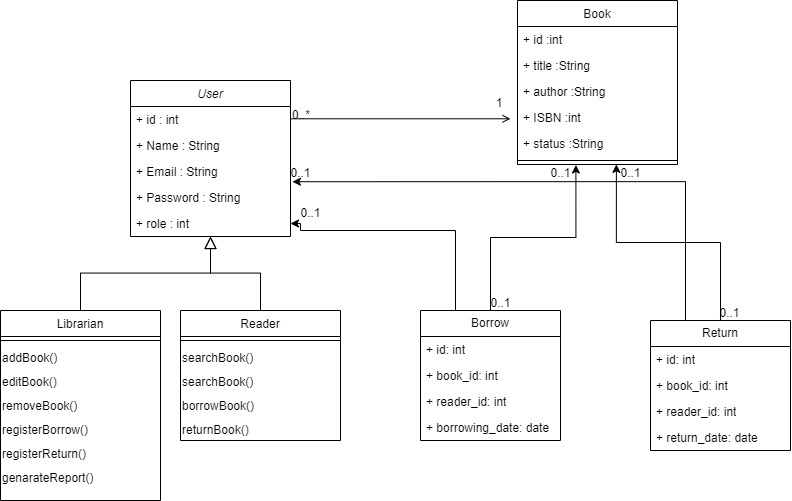 Book
+ id :int
+ title :String
+ author :String
+ ISBN :int
+ status :String
User
+ id : int
+ Name : String
+ Email : String
+ Password : String
+ role : int
0..*
1
0..1
0..1
0..1
0..1
0..1
0..1
Librarian
addBook()
editBook()
removeBook()
registerBorrow()
registerReturn()
genarateReport()
Reader
searchBook()
searchBook()
borrowBook()
returnBook()
Borrow
+ id: int
+ book_id: int
+ reader_id: int
+ borrowing_date: date
Return
+ id: int
+ book_id: int
+ reader_id: int
+ return_date: date